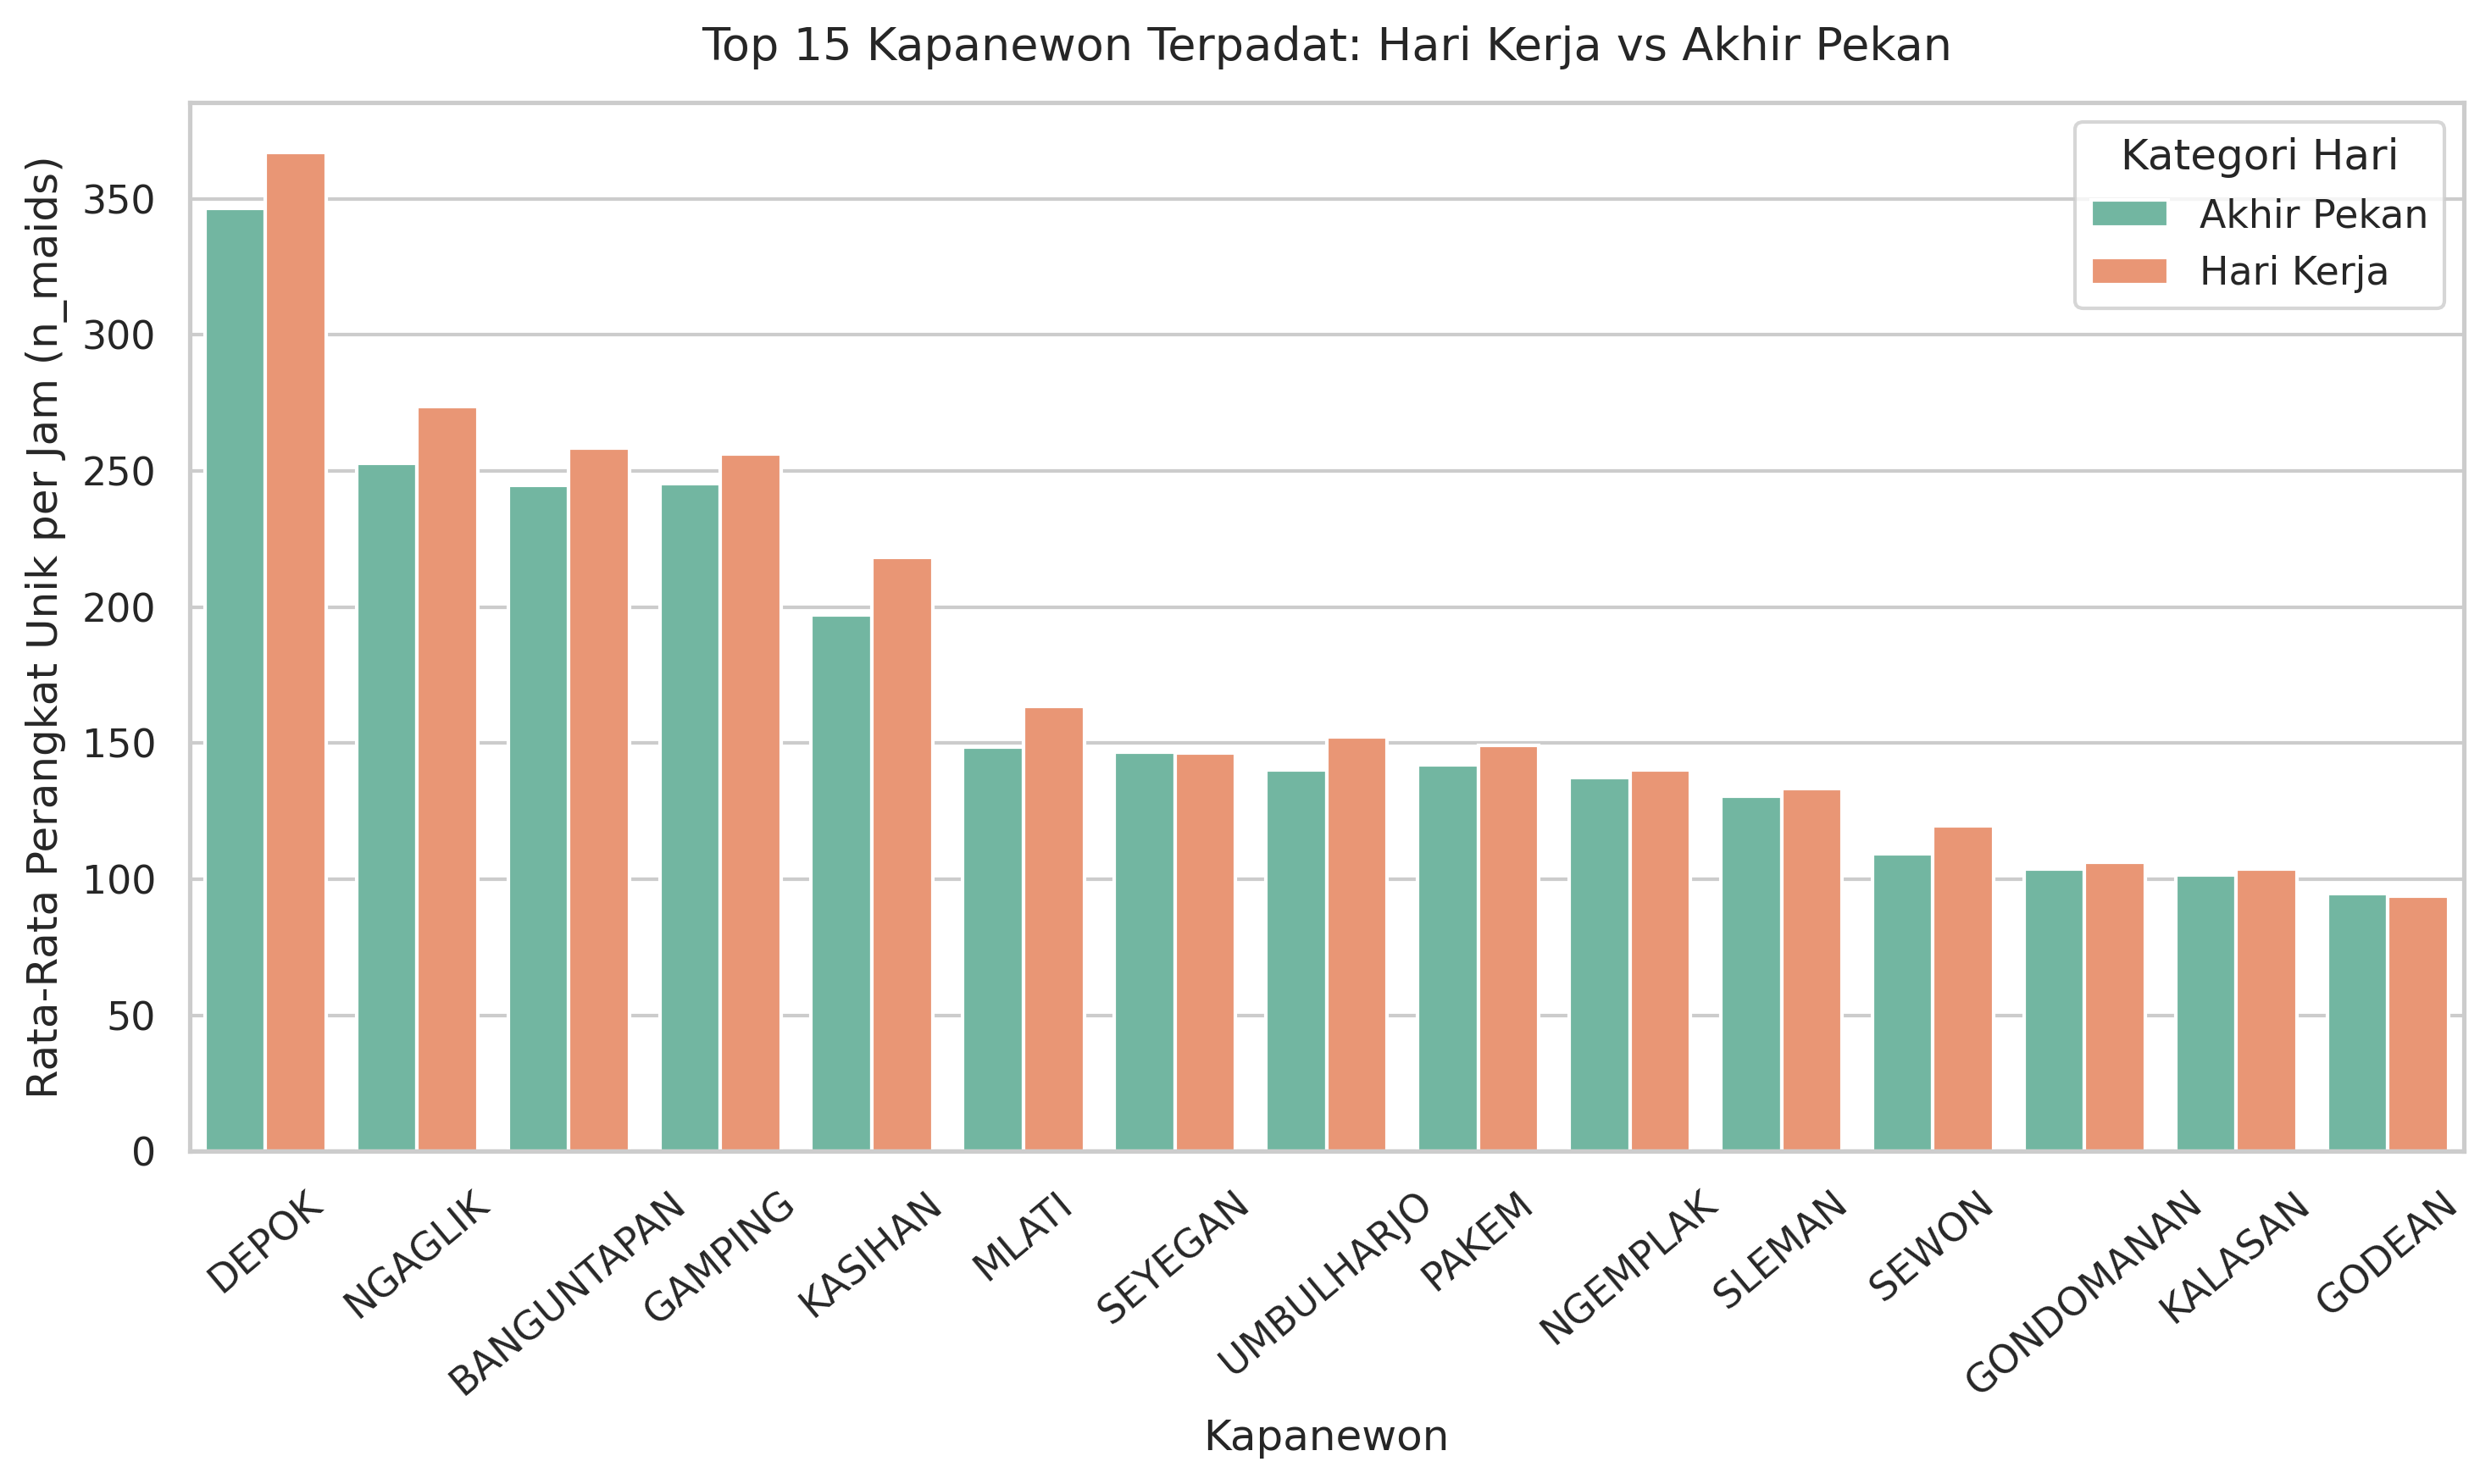 Top 15 Kapanewon Terpadat: Hari Kerja vs Akhir Pekan
Kategori Hari
Akhir Pekan
Hari Kerja
Rata-Rata Perangkat Unik per Jam (n_maids)
350
300
250
200
150
100
50
0
DEPOK
NGAGLIK
BANGUNTAPAN
GAMPING
KASIHAN
MLATI
SEYEGAN
UMBULHARJO
PAKEM
NGEMPLAK
SLEMAN
SEWON
GONDOMANAN
KALASAN
GODEAN
Kapanewon